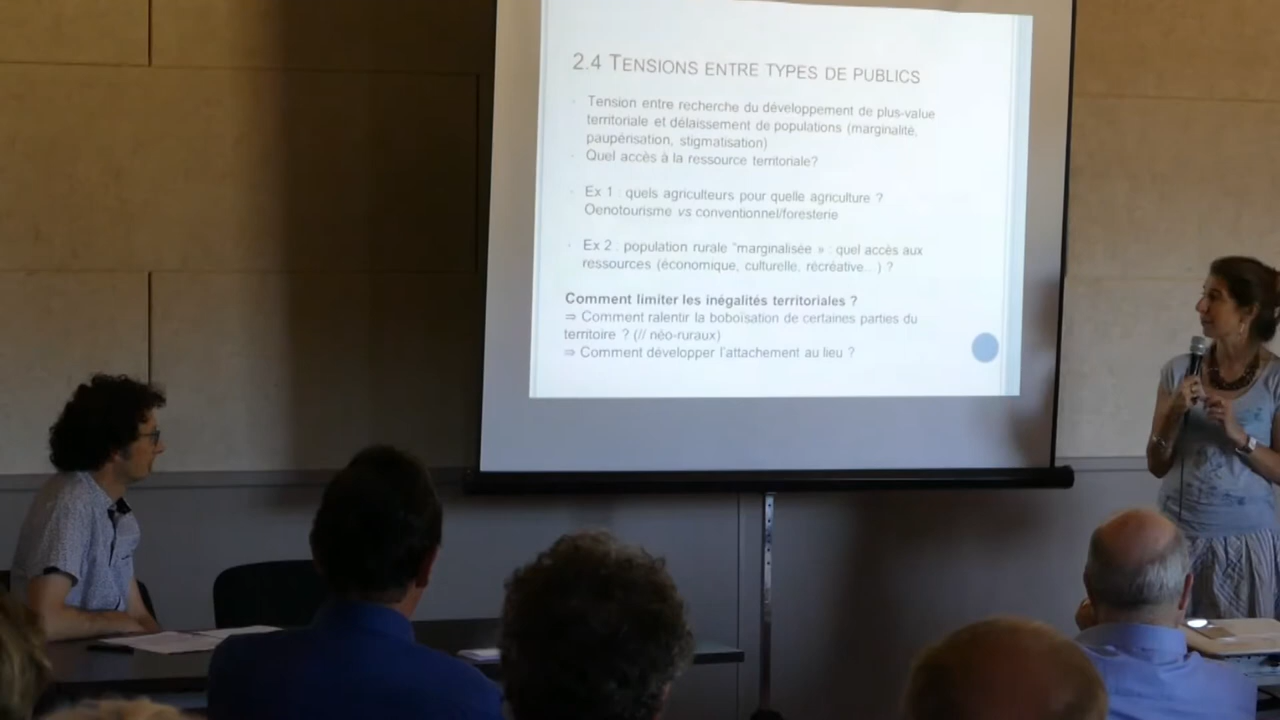 2.4 TENSIONS ENTRE TYPES DE PUBLICS
Tension entre recherche du développement de plus-value
territoriale et délaissement de populations (marginalité,
paupérisation, stigmatisation)
Quel accès à la ressource territoriale?
Ex 1 : quels agriculteurs pour quelle agriculture ?
Oenotourisme vs conventionnel/foresterie
Ex 2 : population rurale "marginalisée » : quel accès aux
ressources (économique, culturelle, récréative...) ?
Comment limiter les inégalités territoriales ?
⇒ Comment ralentir la boboïsation de certaines parties du
territoire ? (// néo-ruraux)
⇒ Comment développer l'attachement au lieu ?